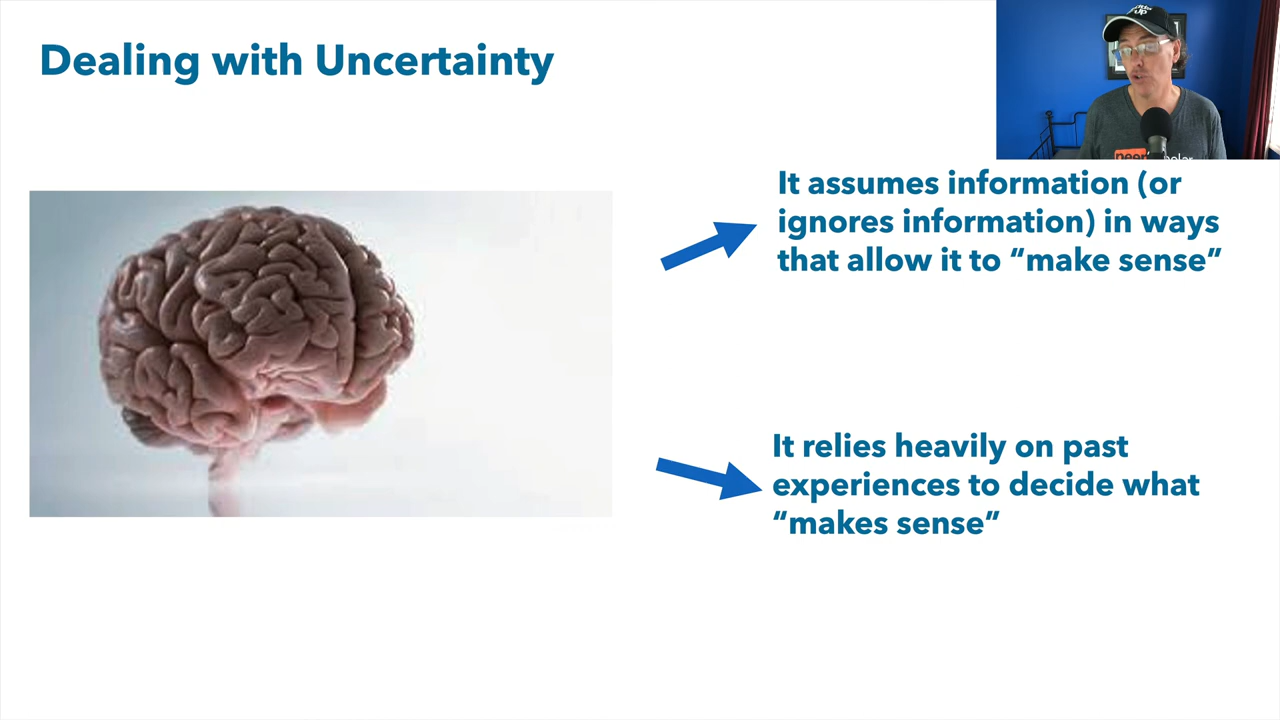 Dealing with Uncertainty
It assumes information (or
ignores information) in ways
that allow it to “make sense”
It relies heavily on past
experiences to decide what
“makes sense”